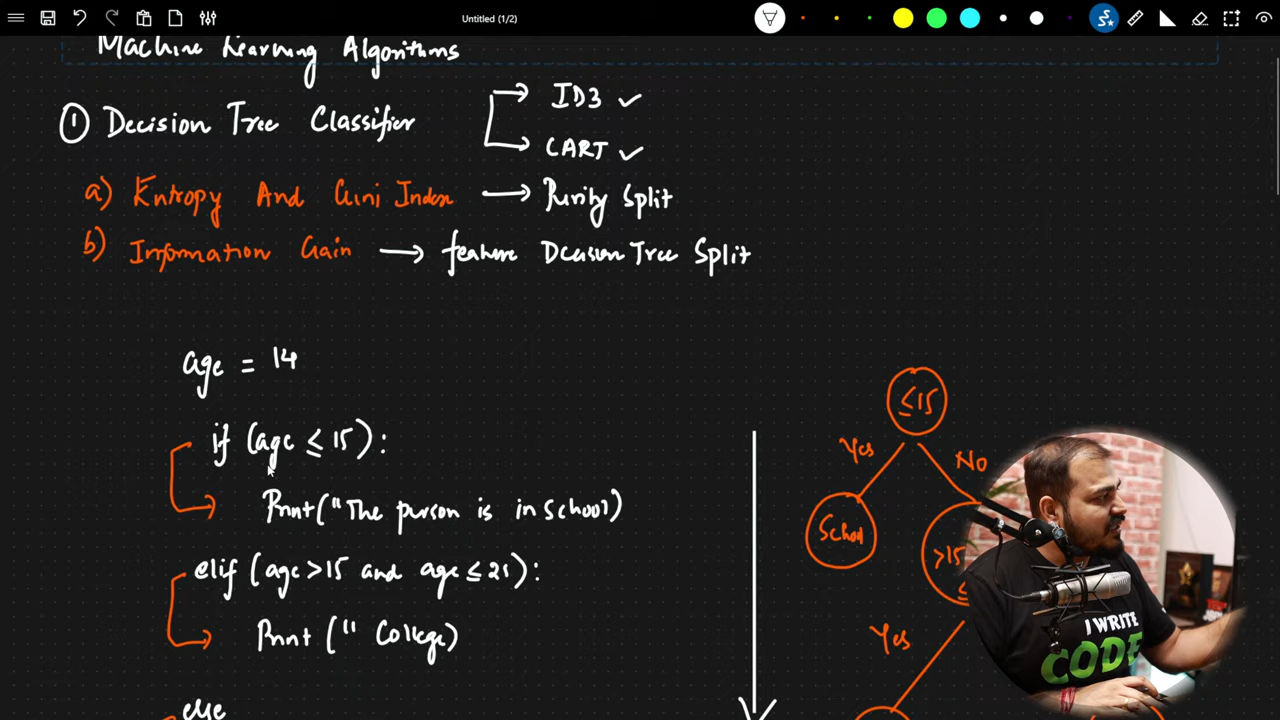 Untitled (1/2)
Machine Learning Algorithms
① Decision Tree Classifier
→ ID3 ✓
→ CART ✓
a) Entropy And Gini Index → Purity Split
b) Information Gain → feature Decision Tree Split
age = 14
if (age ≤ 15):
Print("The person is in School)
elif (age>15 and age ≤ 21):
Print (" College)
else
≤15
Yes
No
School
>15
≤
Yes
I WRITE
CODE